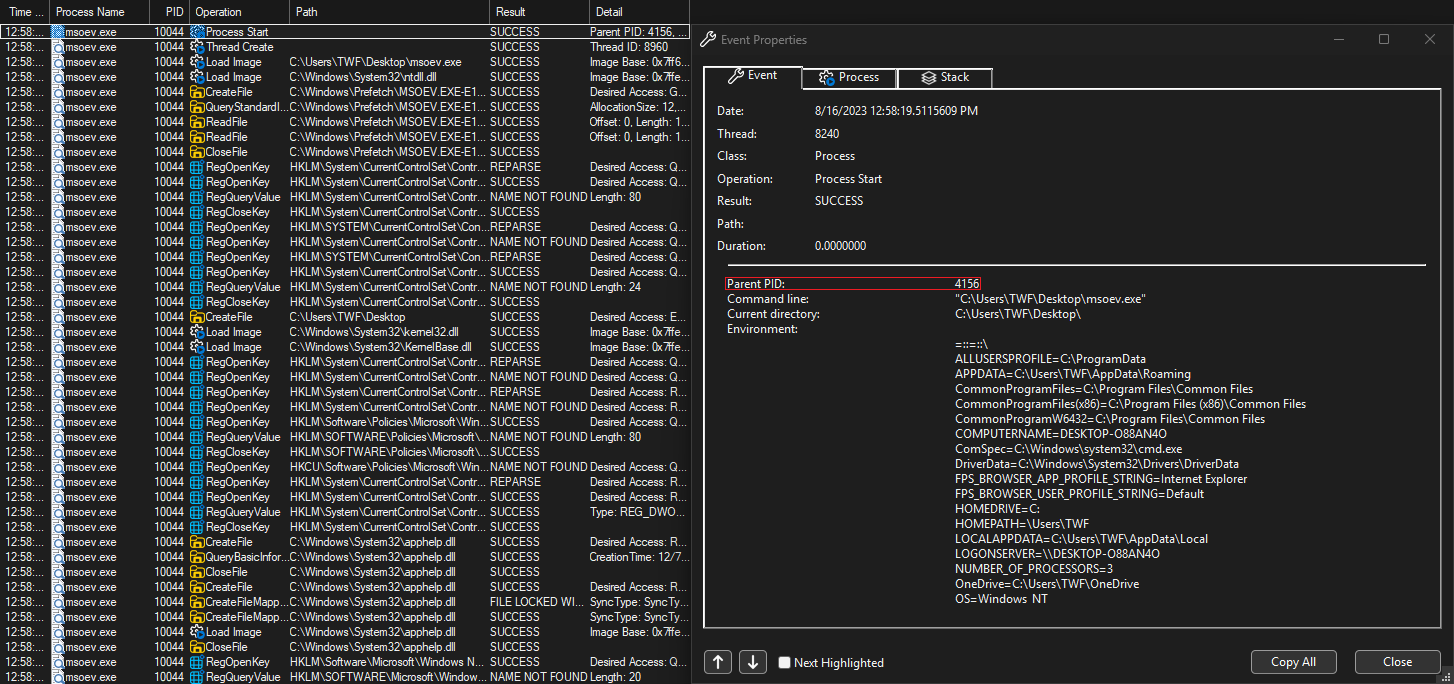 Time ... Process Name PID Operation Path Result Detail
12:58:... msoev.exe 10044 Process Start SUCCESS Parent PID: 4156, ...
12:58:... msoev.exe 10044 Thread Create SUCCESS Thread ID: 8960
12:58:... msoev.exe 10044 Load Image C:\Users\TWF\Desktop\msoev.exe SUCCESS Image Base: 0x7ff6...
12:58:... msoev.exe 10044 Load Image C:\Windows\System32\ntdll.dll SUCCESS Image Base: 0x7ffe...
12:58:... msoev.exe 10044 CreateFile C:\Windows\Prefetch\MSOEV.EXE-E1... SUCCESS Desired Access: G...
12:58:... msoev.exe 10044 QueryStandardI... C:\Windows\Prefetch\MSOEV.EXE-E1... SUCCESS AllocationSize: 12,...
12:58:... msoev.exe 10044 ReadFile C:\Windows\Prefetch\MSOEV.EXE-E1... SUCCESS Offset: 0, Length: 1...
12:58:... msoev.exe 10044 ReadFile C:\Windows\Prefetch\MSOEV.EXE-E1... SUCCESS Offset: 0, Length: 1...
12:58:... msoev.exe 10044 CloseFile C:\Windows\Prefetch\MSOEV.EXE-E1... SUCCESS
12:58:... msoev.exe 10044 RegOpenKey HKLM\System\CurrentControlSet\Contr... REPARSE Desired Access: Q...
12:58:... msoev.exe 10044 RegOpenKey HKLM\System\CurrentControlSet\Contr... SUCCESS Desired Access: Q...
12:58:... msoev.exe 10044 RegQueryValue HKLM\System\CurrentControlSet\Contr... NAME NOT FOUND Length: 80
12:58:... msoev.exe 10044 RegCloseKey HKLM\System\CurrentControlSet\Contr... SUCCESS
12:58:... msoev.exe 10044 RegOpenKey HKLM\SYSTEM\CurrentControlSet\Con... REPARSE Desired Access: Q...
12:58:... msoev.exe 10044 RegOpenKey HKLM\System\CurrentControlSet\Contr... NAME NOT FOUND Desired Access: Q...
12:58:... msoev.exe 10044 RegOpenKey HKLM\SYSTEM\CurrentControlSet\Con... REPARSE Desired Access: Q...
12:58:... msoev.exe 10044 RegOpenKey HKLM\System\CurrentControlSet\Contr... SUCCESS Desired Access: Q...
12:58:... msoev.exe 10044 RegQueryValue HKLM\System\CurrentControlSet\Contr... NAME NOT FOUND Length: 24
12:58:... msoev.exe 10044 RegCloseKey HKLM\System\CurrentControlSet\Contr... SUCCESS
12:58:... msoev.exe 10044 CreateFile C:\Users\TWF\Desktop SUCCESS Desired Access: E...
12:58:... msoev.exe 10044 Load Image C:\Windows\System32\kernel32.dll SUCCESS Image Base: 0x7ffe...
12:58:... msoev.exe 10044 Load Image C:\Windows\System32\KernelBase.dll SUCCESS Image Base: 0x7ffe...
12:58:... msoev.exe 10044 RegOpenKey HKLM\System\CurrentControlSet\Contr... REPARSE Desired Access: Q...
12:58:... msoev.exe 10044 RegOpenKey HKLM\System\CurrentControlSet\Contr... NAME NOT FOUND Desired Access: Q...
12:58:... msoev.exe 10044 RegOpenKey HKLM\System\CurrentControlSet\Contr... REPARSE Desired Access: R...
12:58:... msoev.exe 10044 RegOpenKey HKLM\System\CurrentControlSet\Contr... NAME NOT FOUND Desired Access: R...
12:58:... msoev.exe 10044 RegOpenKey HKLM\Software\Policies\Microsoft\Win... SUCCESS Desired Access: Q...
12:58:... msoev.exe 10044 RegQueryValue HKLM\SOFTWARE\Policies\Microsoft\... NAME NOT FOUND Length: 80
12:58:... msoev.exe 10044 RegCloseKey HKLM\SOFTWARE\Policies\Microsoft\... SUCCESS
12:58:... msoev.exe 10044 RegOpenKey HKCU\Software\Policies\Microsoft\Win... NAME NOT FOUND Desired Access: Q...
12:58:... msoev.exe 10044 RegOpenKey HKLM\System\CurrentControlSet\Contr... REPARSE Desired Access: R...
12:58:... msoev.exe 10044 RegOpenKey HKLM\System\CurrentControlSet\Contr... SUCCESS Desired Access: R...
12:58:... msoev.exe 10044 RegQueryValue HKLM\System\CurrentControlSet\Contr... SUCCESS Type: REG_DWO...
12:58:... msoev.exe 10044 RegCloseKey HKLM\System\CurrentControlSet\Contr... SUCCESS
12:58:... msoev.exe 10044 CreateFile C:\Windows\System32\apphelp.dll SUCCESS Desired Access: R...
12:58:... msoev.exe 10044 QueryBasicInfor... C:\Windows\System32\apphelp.dll SUCCESS CreationTime: 12/7...
12:58:... msoev.exe 10044 CloseFile C:\Windows\System32\apphelp.dll SUCCESS
12:58:... msoev.exe 10044 CreateFile C:\Windows\System32\apphelp.dll SUCCESS Desired Access: R...
12:58:... msoev.exe 10044 CreateFileMapp... C:\Windows\System32\apphelp.dll FILE LOCKED WI... SyncType: SyncTy...
12:58:... msoev.exe 10044 CreateFileMapp... C:\Windows\System32\apphelp.dll SUCCESS SyncType: SyncTy...
12:58:... msoev.exe 10044 Load Image C:\Windows\System32\apphelp.dll SUCCESS Image Base: 0x7ffe...
12:58:... msoev.exe 10044 CloseFile C:\Windows\System32\apphelp.dll SUCCESS
12:58:... msoev.exe 10044 RegOpenKey HKLM\Software\Microsoft\Windows N... SUCCESS Desired Access: Q...
12:58:... msoev.exe 10044 RegQueryValue HKLM\SOFTWARE\Microsoft\Window... NAME NOT FOUND Length: 20
Event Properties
Event Process Stack
Date: 8/16/2023 12:58:19.5115609 PM
Thread: 8240
Class: Process
Operation: Process Start
Result: SUCCESS
Path:
Duration: 0.0000000
Parent PID: 4156
Command line: "C:\Users\TWF\Desktop\msoev.exe"
Current directory: C:\Users\TWF\Desktop\
Environment:
=::=::\
ALLUSERSPROFILE=C:\ProgramData
APPDATA=C:\Users\TWF\AppData\Roaming
CommonProgramFiles=C:\Program Files\Common Files
CommonProgramFiles(x86)=C:\Program Files (x86)\Common Files
CommonProgramW6432=C:\Program Files\Common Files
COMPUTERNAME=DESKTOP-O88AN4O
ComSpec=C:\Windows\system32\cmd.exe
DriverData=C:\Windows\System32\Drivers\DriverData
FPS_BROWSER_APP_PROFILE_STRING=Internet Explorer
FPS_BROWSER_USER_PROFILE_STRING=Default
HOMEDRIVE=C:
HOMEPATH=\Users\TWF
LOCALAPPDATA=C:\Users\TWF\AppData\Local
LOGONSERVER=\\DESKTOP-O88AN4O
NUMBER_OF_PROCESSORS=3
OneDrive=C:\Users\TWF\OneDrive
OS=Windows NT
Next Highlighted Copy All Close